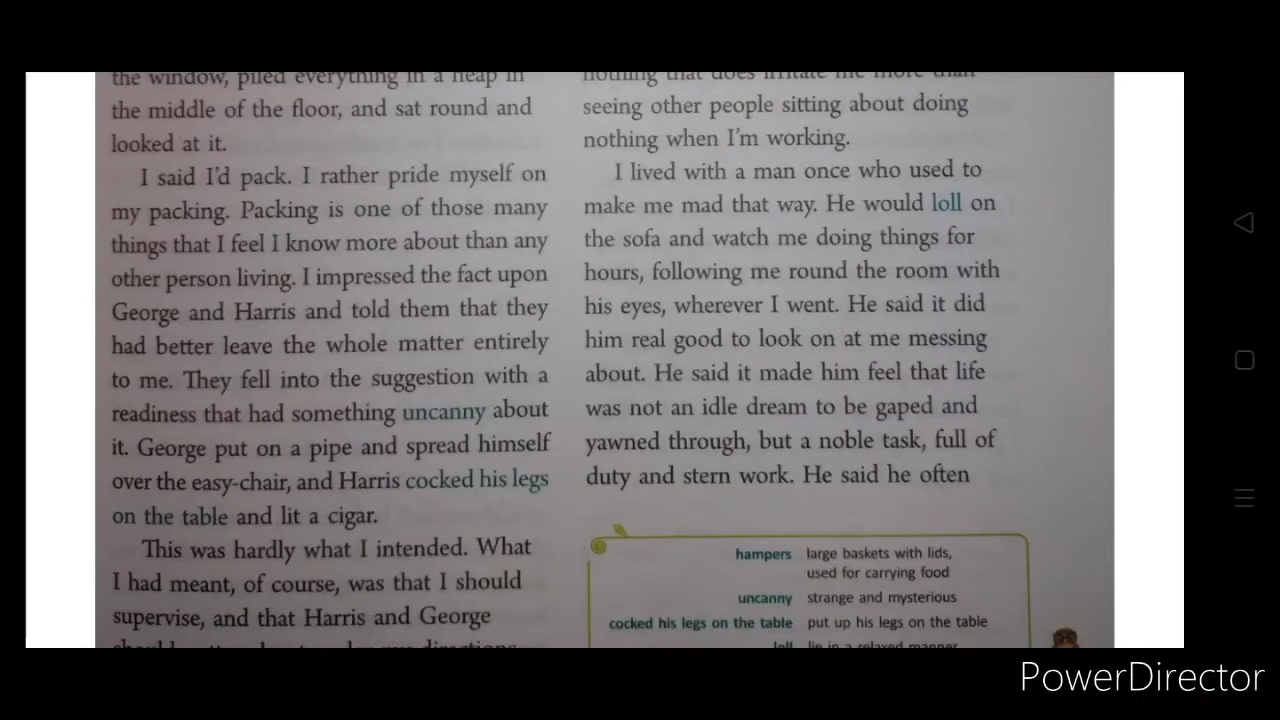 the window, piled everything in a heap in
the middle of the floor, and sat round and
looked at it.
I said I'd pack. I rather pride myself on
my packing. Packing is one of those many
things that I feel I know more about than any
other person living. I impressed the fact upon
George and Harris and told them that they
had better leave the whole matter entirely
to me. They fell into the suggestion with a
readiness that had something uncanny about
it. George put on a pipe and spread himself
over the easy-chair, and Harris cocked his legs
on the table and lit a cigar.
This was hardly what I intended. What
I had meant, of course, was that I should
supervise, and that Harris and George
directions
nothing that does irritate me more than
seeing other people sitting about doing
nothing when I'm working.
I lived with a man once who used to
make me mad that way. He would loll on
the sofa and watch me doing things for
hours, following me round the room with
his eyes, wherever I went. He said it did
him real good to look on at me messing
about. He said it made him feel that life
was not an idle dream to be gaped and
yawned through, but a noble task, full of
duty and stern work. He said he often
hampers large baskets with lids,
used for carrying food
uncanny strange and mysterious
cocked his legs on the table put up his legs on the table
loll lie in a relaxed manner
PowerDirector